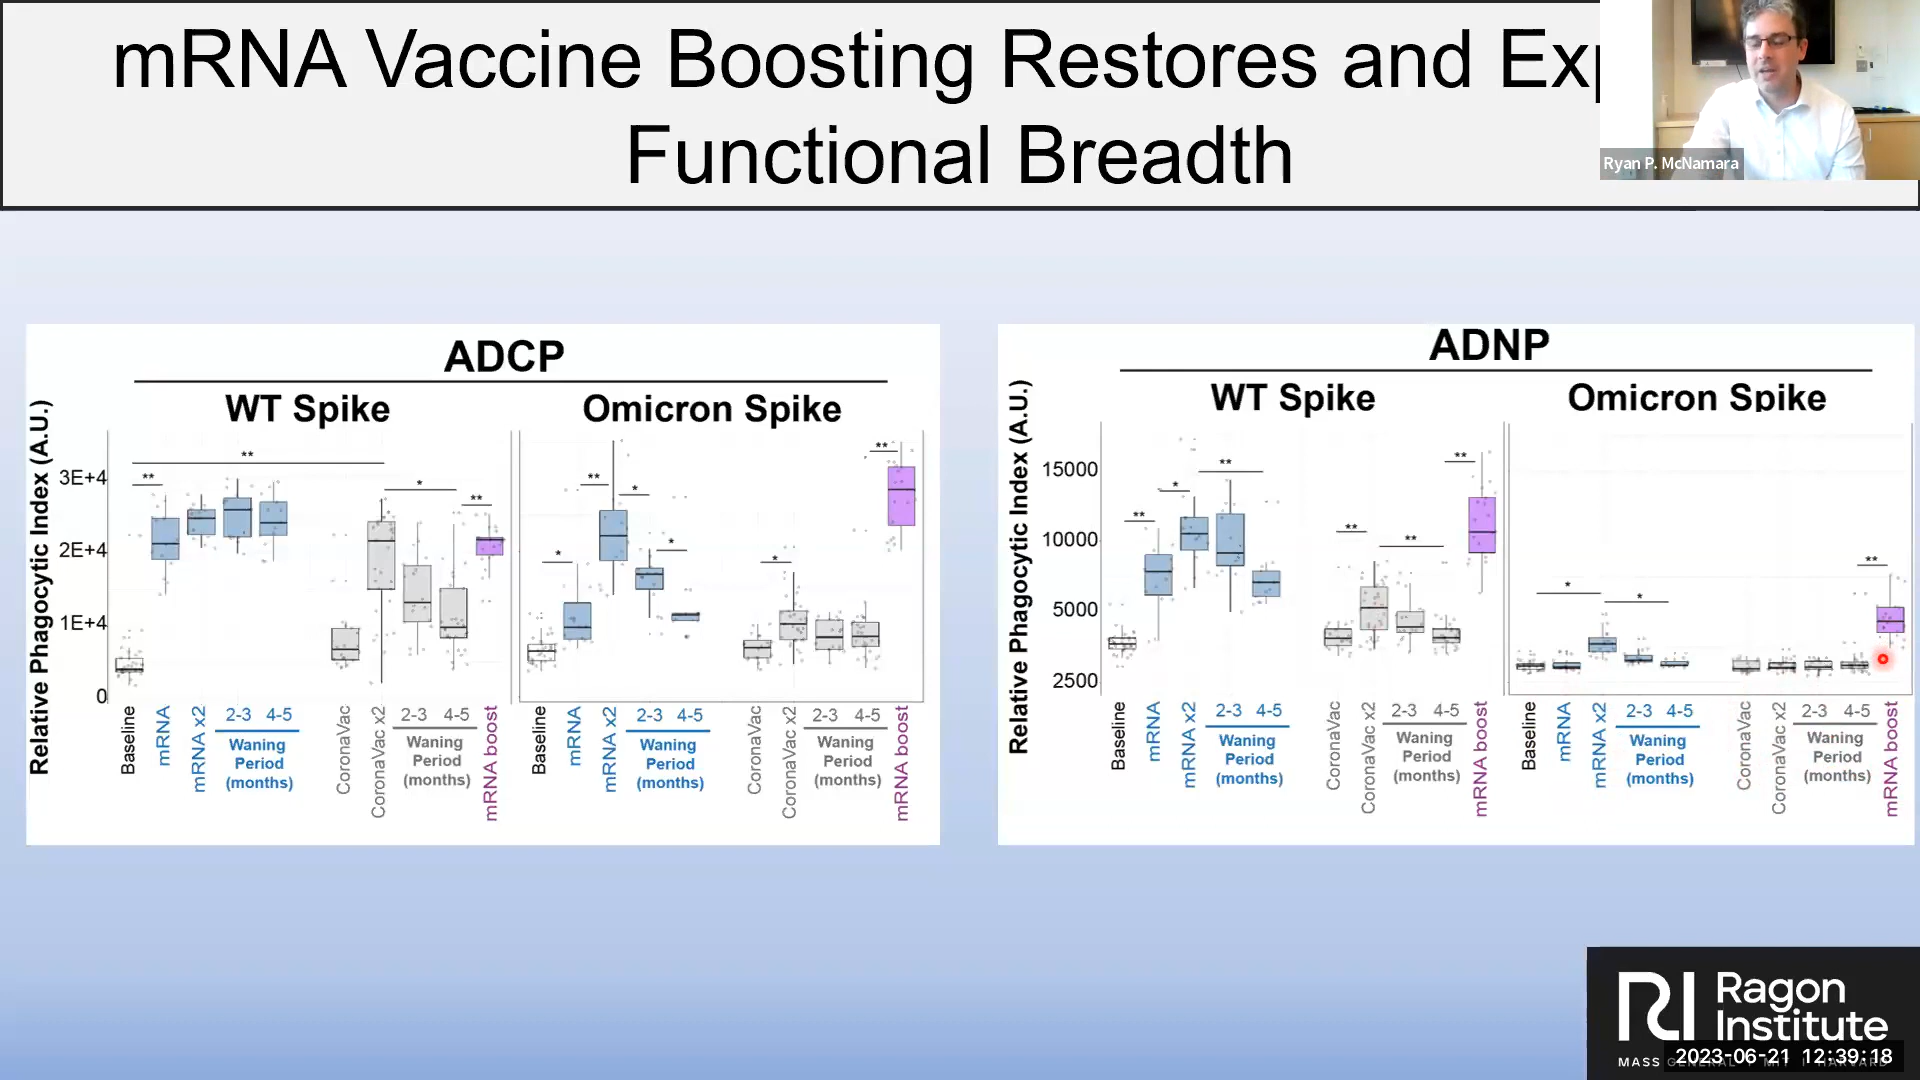 mRNA Vaccine Boosting Restores and Exp
Functional Breadth
Ryan P. McNamara
ADCP
WT Spike
Omicron Spike
Relative Phagocytic Index (A.U.)
3E+4
2E+4
1E+4
0
** ** * **
* ** * * * **
Baseline
mRNA
mRNA x2
2-3 4-5
Waning
Period
(months)
CoronaVac
CoronaVac x2
2-3 4-5
Waning
Period
(months)
mRNA boost
Baseline
mRNA
mRNA x2
2-3 4-5
Waning
Period
(months)
CoronaVac
CoronaVac x2
2-3 4-5
Waning
Period
(months)
mRNA boost
ADNP
WT Spike
Omicron Spike
Relative Phagocytic Index (A.U.)
15000
10000
5000
2500
** * ** ** ** **
* * **
Baseline
mRNA
mRNA x2
2-3 4-5
Waning
Period
(months)
CoronaVac
CoronaVac x2
2-3 4-5
Waning
Period
(months)
mRNA boost
Baseline
mRNA
mRNA x2
2-3 4-5
Waning
Period
(months)
CoronaVac
CoronaVac x2
2-3 4-5
Waning
Period
(months)
mRNA boost
RI Ragon
Institute
MASS
2023-06-21 12:39:18